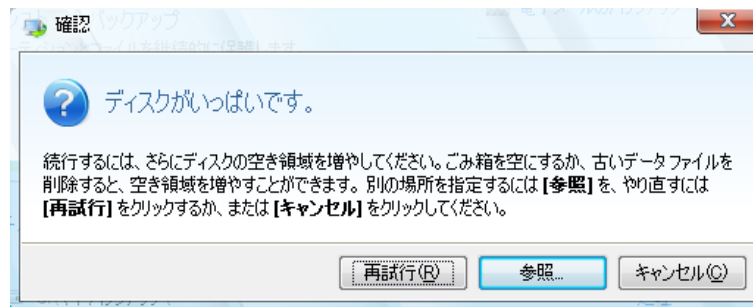 確認
ディスクがいっぱいです。
続行するには、さらにディスクの空き領域を増やしてください。ごみ箱を空にするか、古いデータ ファイルを
削除すると、空き領域を増やすことができます。別の場所を指定するには [参照] を、やり直すには
[再試行] をクリックするか、または [キャンセル] をクリックしてください。
再試行(R) 参照... キャンセル(C)